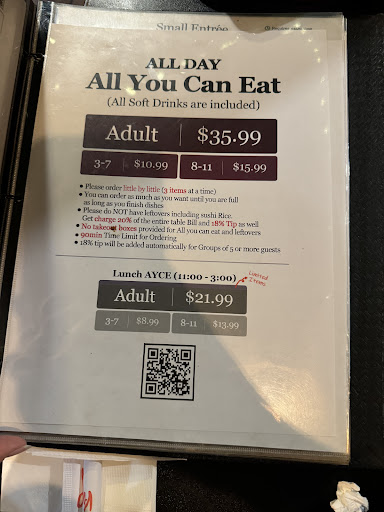 Small Entrée
ALL DAY
All You Can Eat
(All Soft Drinks are included)
Adult $35.99
3-7 $10.99 8-11 $15.99
• Please order little by little (3 items at a time)
• You can order as much as you want until you are full
as long as you finish dishes
• Please do NOT have leftovers including sushi Rice.
Get charge 20% of the entire table Bill and 18% Tip as well
• No takeout boxes provided for All you can eat and leftovers
• 90min Time Limit for Ordering
• 18% tip will be added automatically for Groups of 5 or more guests
Lunch AYCE (11:00 - 3:00)
Limited
Items
Adult $21.99
3-7 $8.99 8-11 $13.99